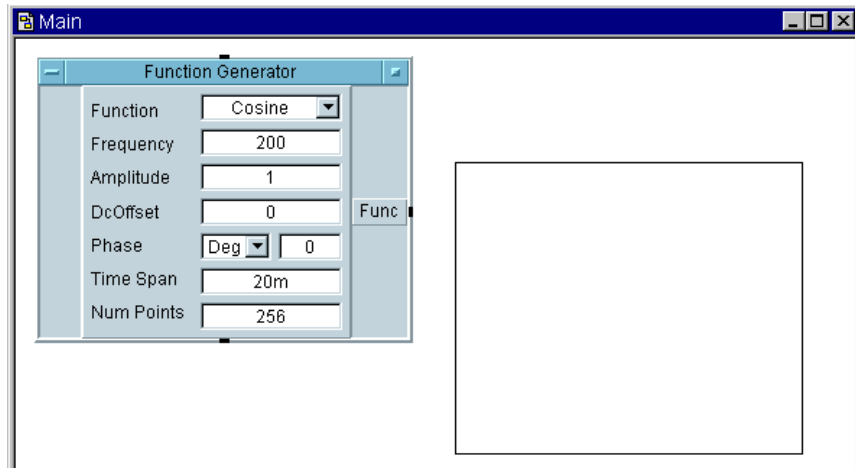 Main
Function Generator
Function Cosine
Frequency 200
Amplitude 1
DcOffset 0 Func
Phase Deg 0
Time Span 20m
Num Points 256